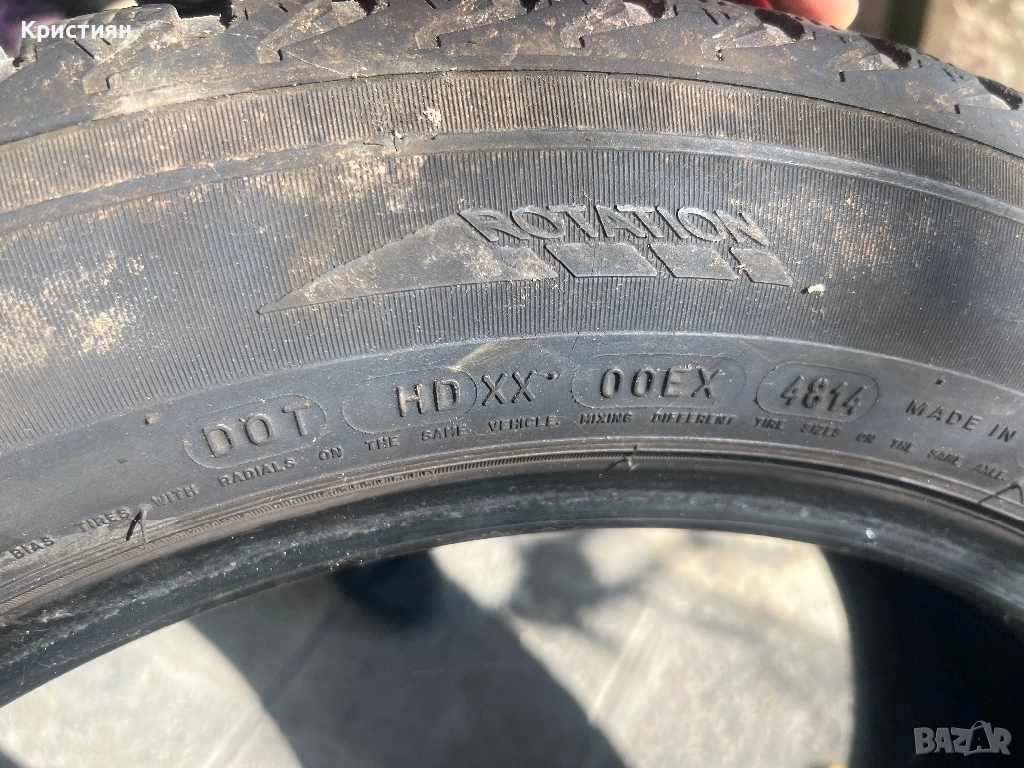 Кристиян
ROTATION
DOT HD XX 00EX 4814 MADE IN
BIAS TIRES WITH RADIALS ON THE SAME VEHICLE. MIXING DIFFERENT TIRE SIZES ON THE SAME AXLE
BAZAR